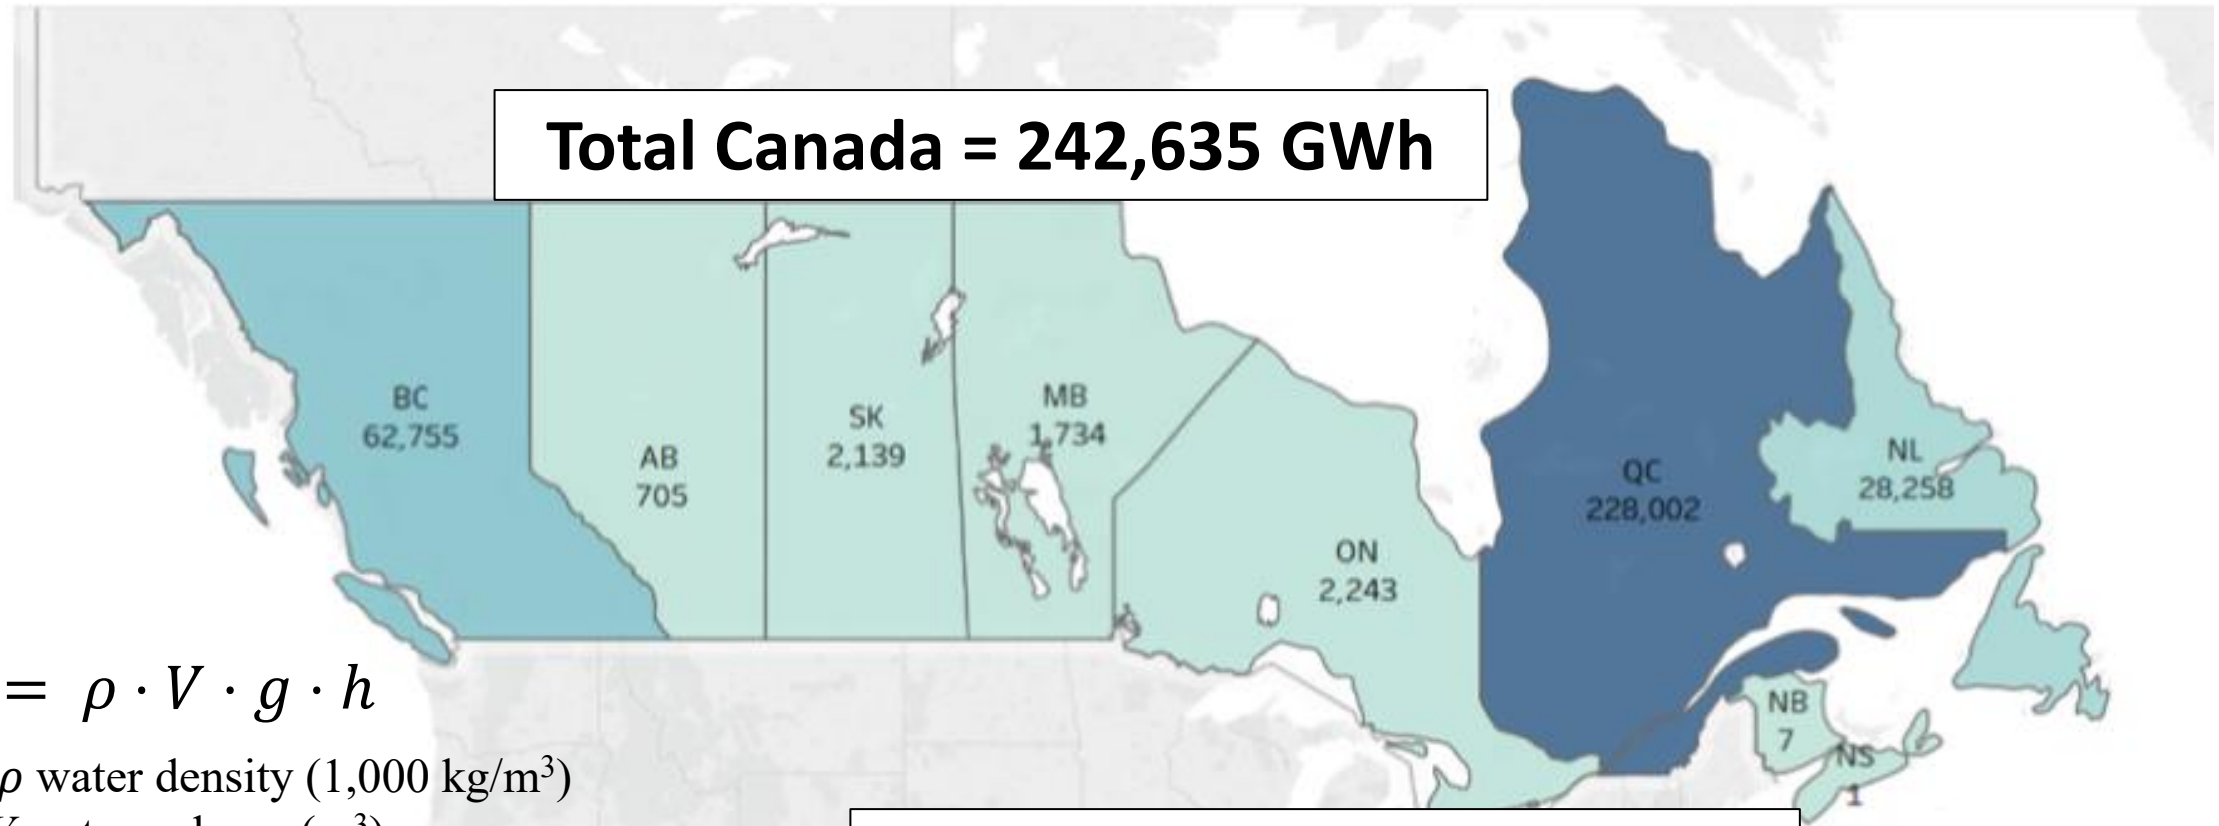 Total Canada = 242,635 GWh
BC
62,755
AB
705
SK
2,139
MB
1,734
ON
2,243
QC
228,002
NL
28,258
NB
7
NS
1
= ρ · V · g · h
ρ water density (1,000 kg/m³)